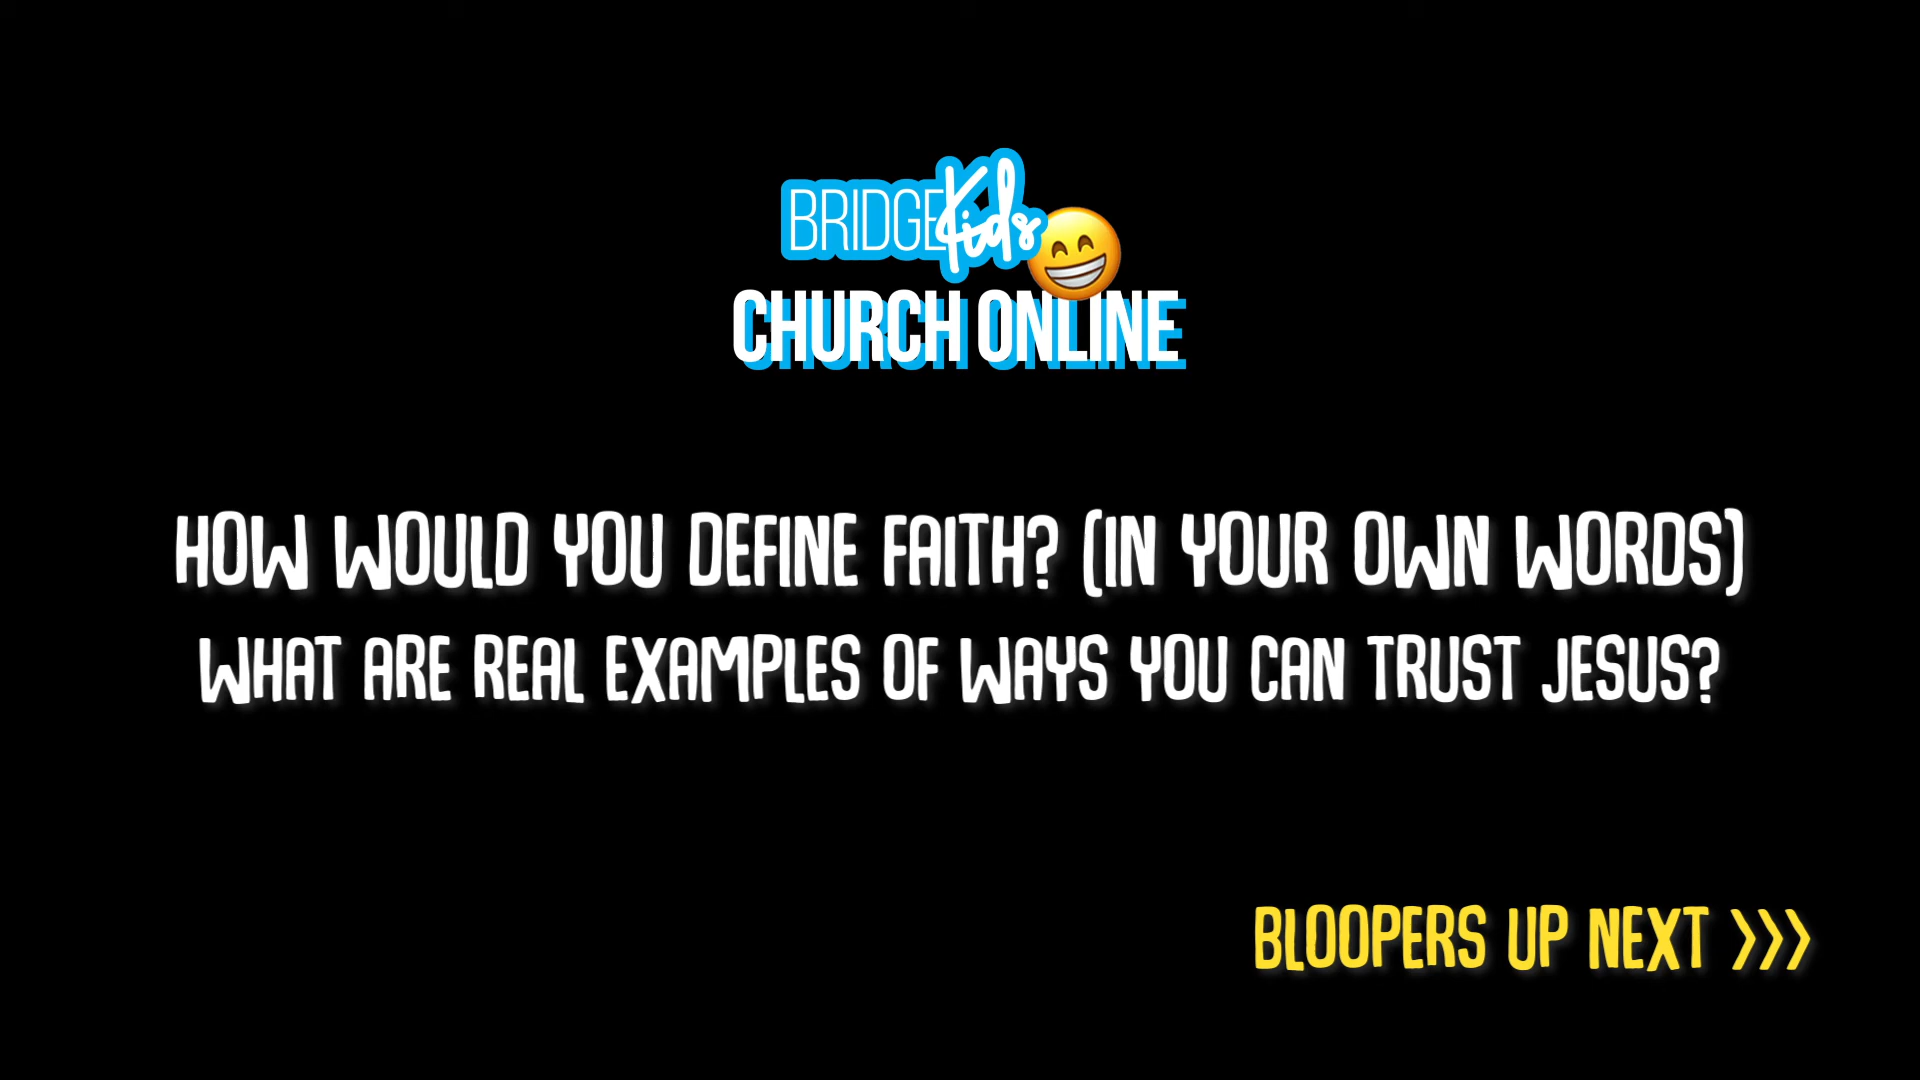 BRIDGE Kids
CHURCH ONLINE
HOW WOULD YOU DEFINE FAITH? (IN YOUR OWN WORDS)
WHAT ARE REAL EXAMPLES OF WAYS YOU CAN TRUST JESUS?
BLOOPERS UP NEXT >>>